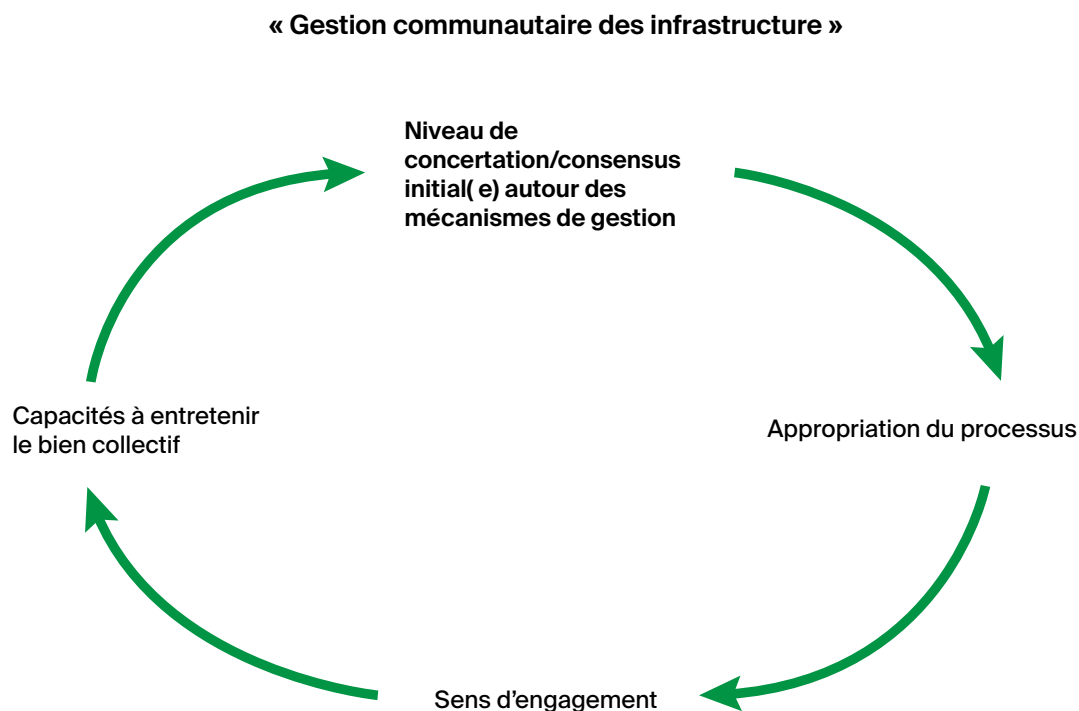 « Gestion communautaire des infrastructure »
Niveau de
concertation/consensus
initial( e) autour des
mécanismes de gestion
Appropriation du processus
Sens d’engagement
Capacités à entretenir
le bien collectif